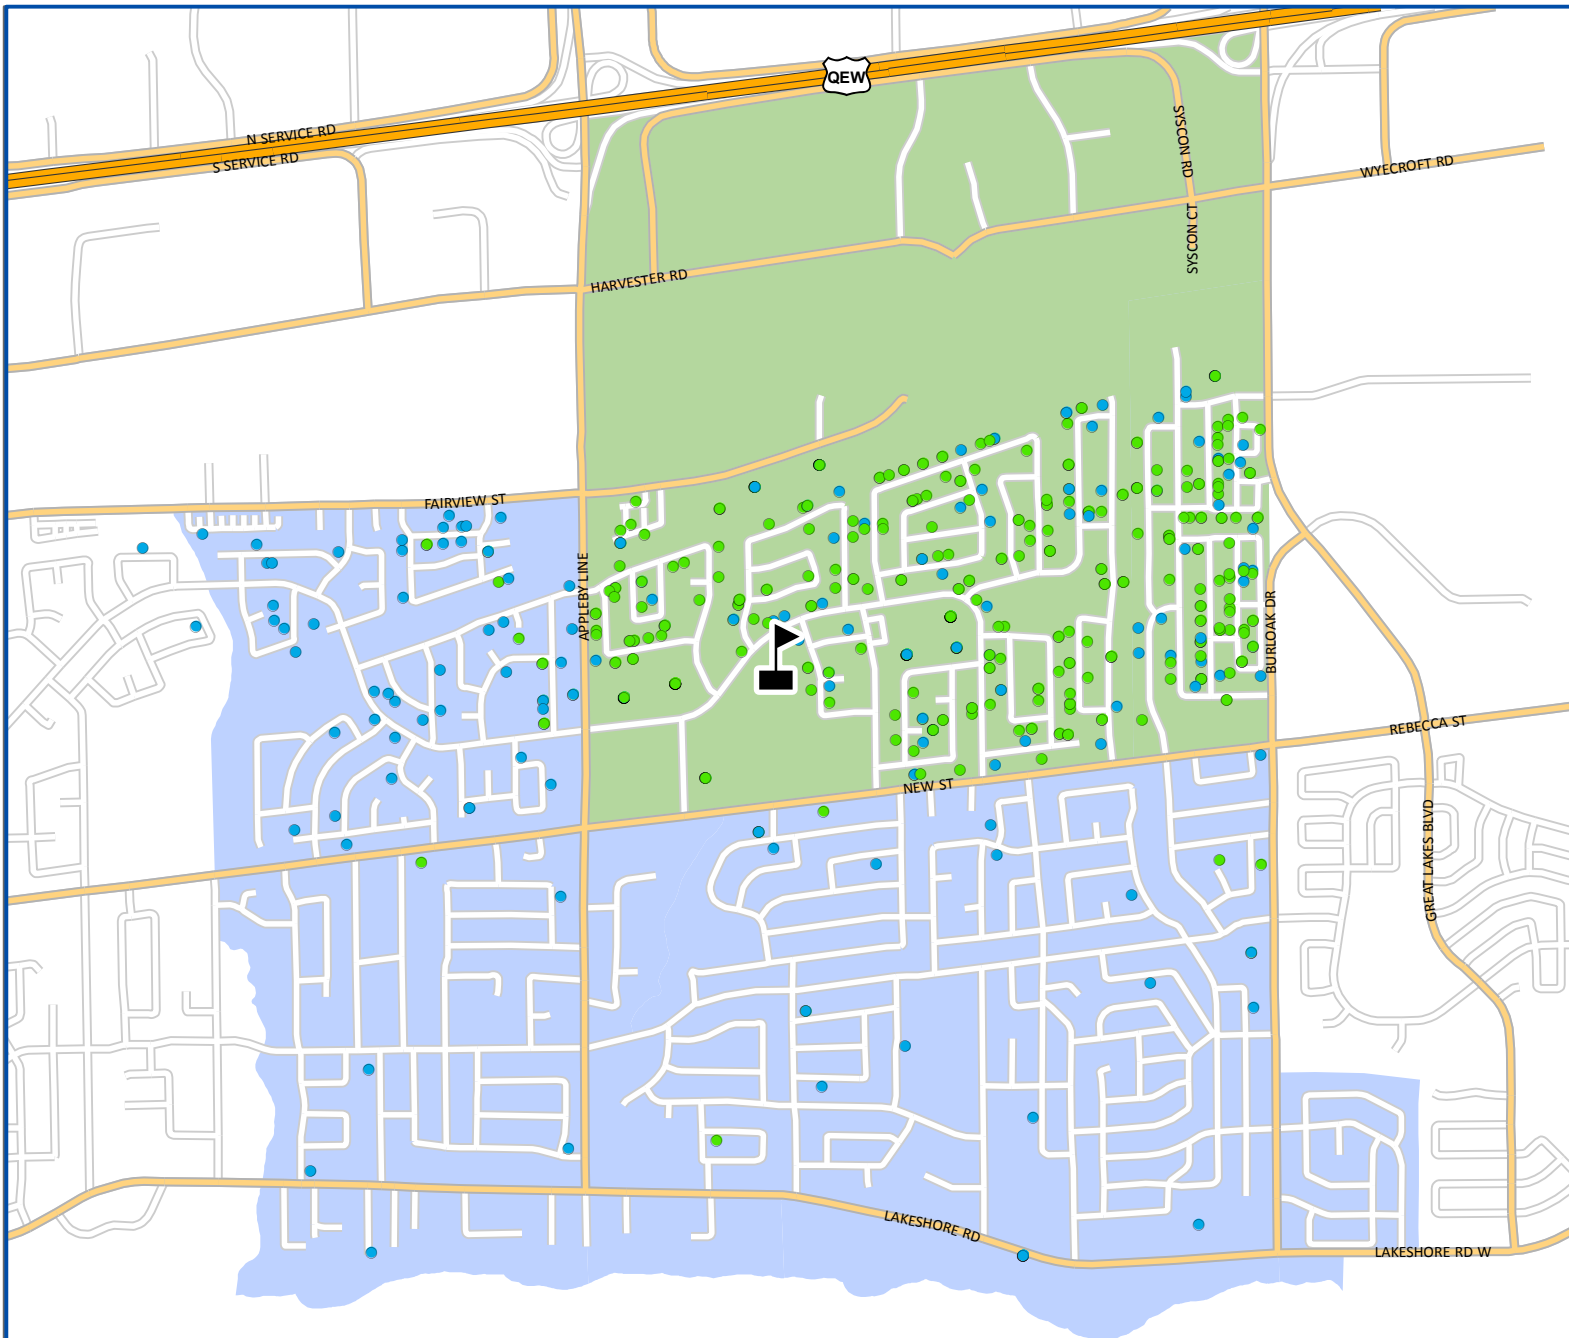 QEW
N SERVICE RD
S SERVICE RD
SYSCON RD
WYECROFT RD
SYSCON CT
HARVESTER RD
FAIRVIEW ST
APPLEBY LINE
BURLOAK DR
REBECCA ST
NEW ST
GREAT LAKES BLVD
LAKESHORE RD
LAKESHORE RD W